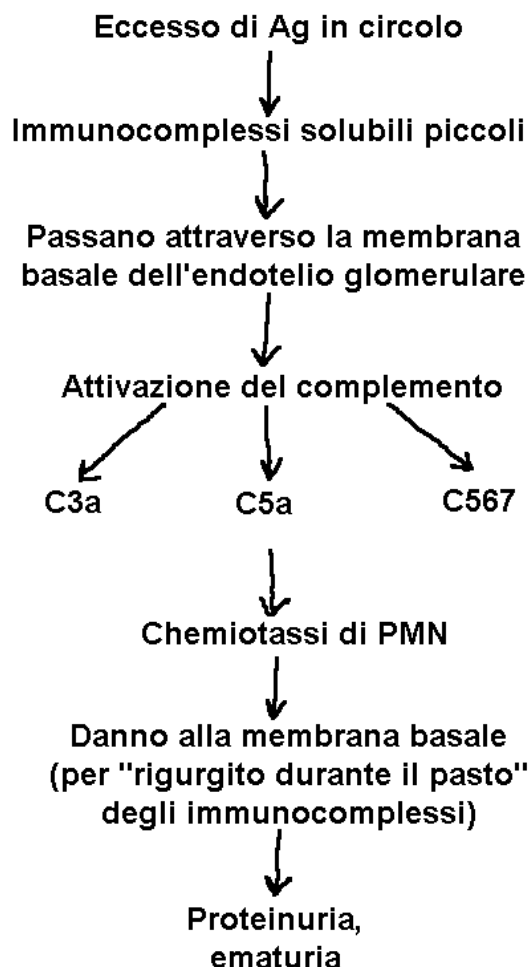 Eccesso di Ag in circolo
Immunocomplessi solubili piccoli
Passano attraverso la membrana
basale dell'endotelio glomerulare
Attivazione del complemento
C3a C5a C567
Chemiotassi di PMN
Danno alla membrana basale
(per "rigurgito durante il pasto"
degli immunocomplessi)
Proteinuria,
ematuria